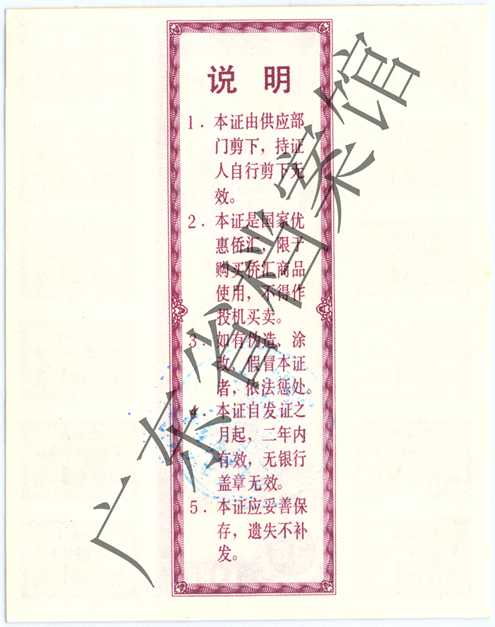 说明
1．本证由供应部
门剪下，持证
人自行剪下无
效。
2．本证是国家优
惠侨汇，限于
购买侨汇商品
使用，不得作
投机买卖。
3．如有伪造、涂
改、假冒本证
者，依法惩处。
4．本证自发证之
月起，二年内
有效，无银行
盖章无效。
5．本证应妥善保
存，遗失不补
发。
广东省档案馆